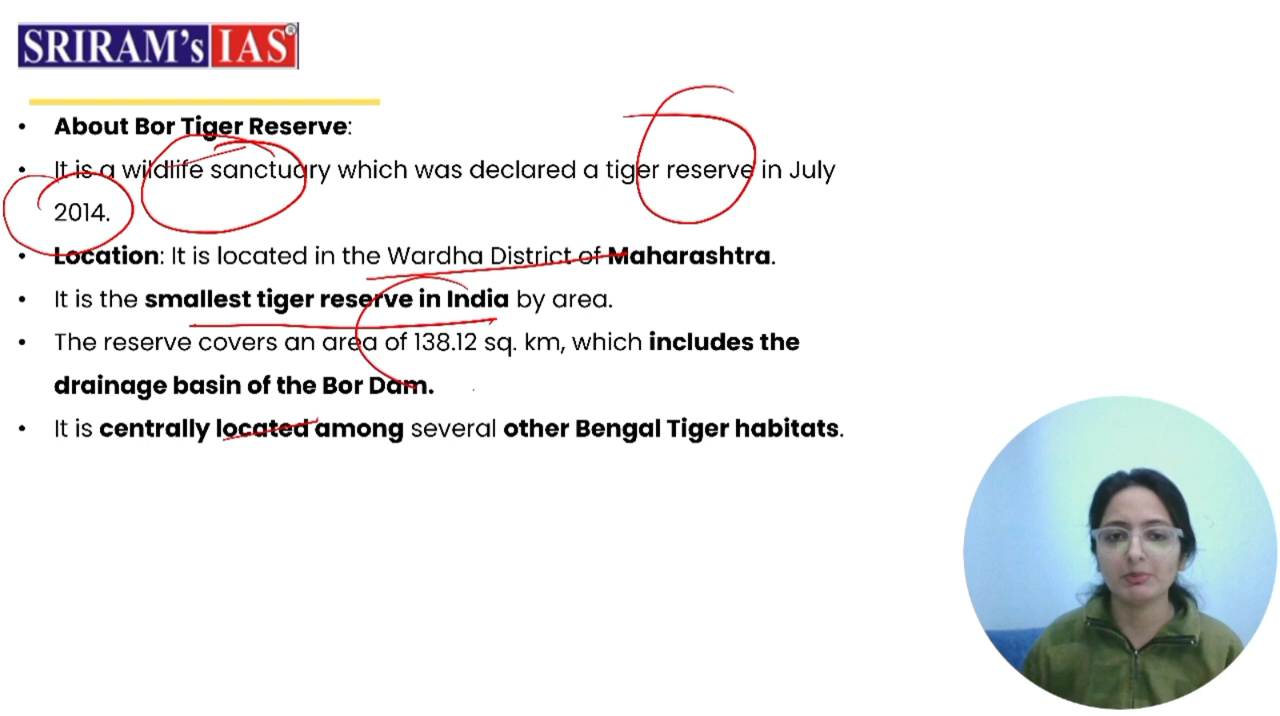 SRIRAM's IAS®
• About Bor Tiger Reserve:
• It is a wildlife sanctuary which was declared a tiger reserve in July
2014.
• Location: It is located in the Wardha District of Maharashtra.
• It is the smallest tiger reserve in India by area.
• The reserve covers an area of 138.12 sq. km, which includes the
drainage basin of the Bor Dam.
• It is centrally located among several other Bengal Tiger habitats.